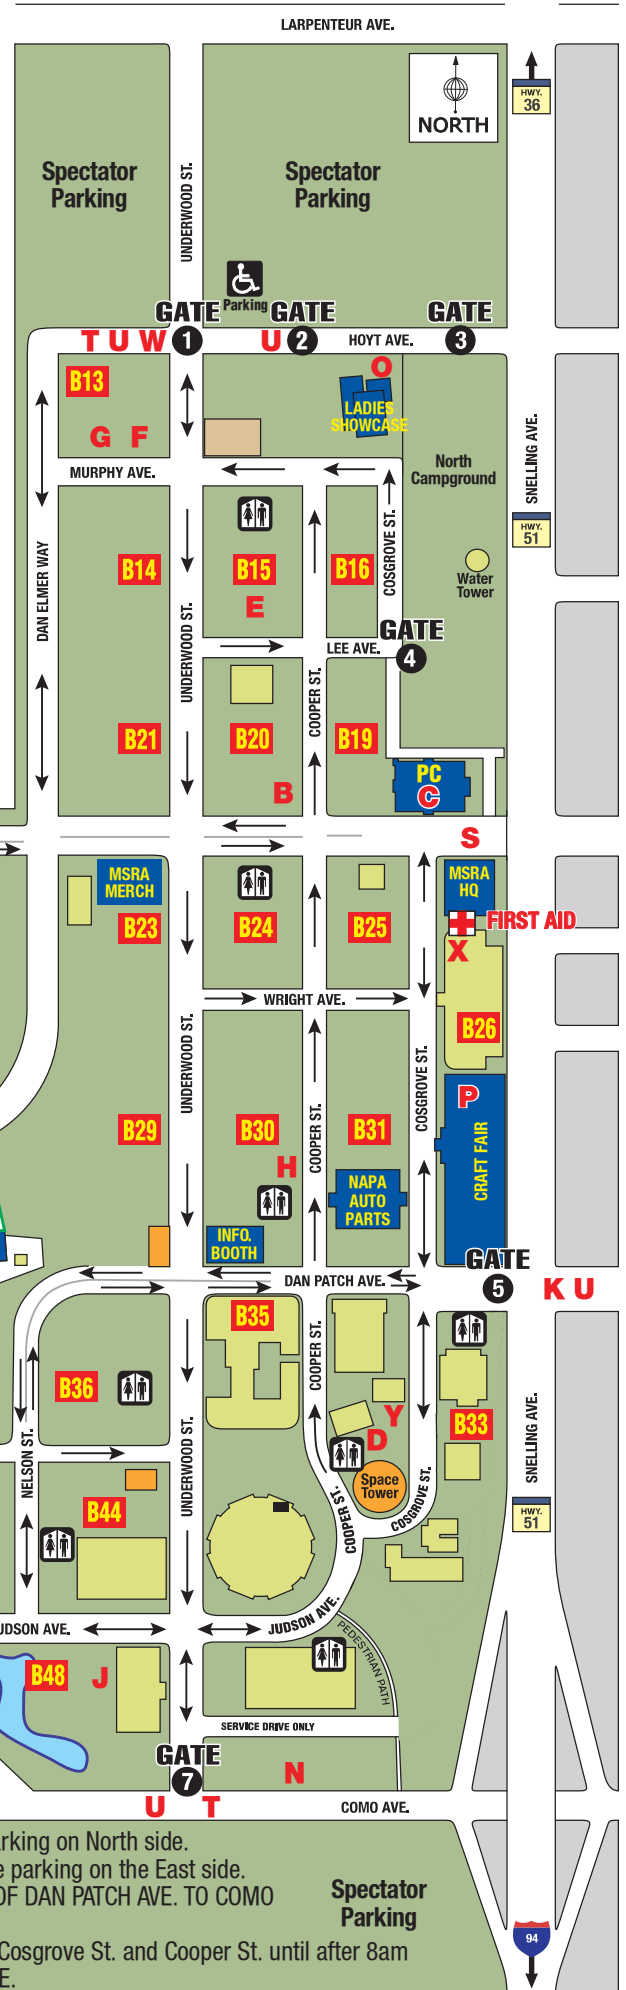 LARPENTEUR AVE.
NORTH
HWY.
36
Spectator
Parking
UNDERWOOD ST.
Spectator
Parking
Parking
GATE
1
GATE
2
GATE
3
T U W
U
HOYT AVE.
B13
O
LADIES
SHOWCASE
G F
MURPHY AVE.
North
Campground
SNELLING AVE.
HWY.
51
DAN ELMER WAY
COSGROVE ST.
B14
B15
B16
E
Water
Tower
UNDERWOOD ST.
GATE
4
LEE AVE.
COOPER ST.
B21
B20
B19
B
PC
C
S
MSRA
MERCH
MSRA
HQ
B23
B24
B25
FIRST AID
X
WRIGHT AVE.
B26
UNDERWOOD ST.
COOPER ST.
COSGROVE ST.
P
B29
B30
B31
CRAFT FAIR
H
NAPA
AUTO
PARTS
INFO.
BOOTH
GATE
5
K U
DAN PATCH AVE.
B35
COOPER ST.
B36
Y
D
B33
SNELLING AVE.
NELSON ST.
UNDERWOOD ST.
Space
Tower
B44
COOPER ST.
COSGROVE ST.
HWY.
51
UDSON AVE.
JUDSON AVE.
PEDESTRIAN PATH
B48
J
SERVICE DRIVE ONLY
GATE
7
N
U T
COMO AVE.
arking on North side.
e parking on the East side.
OF DAN PATCH AVE. TO COMO
Spectator
Parking
Cosgrove St. and Cooper St. until after 8am
E.
94